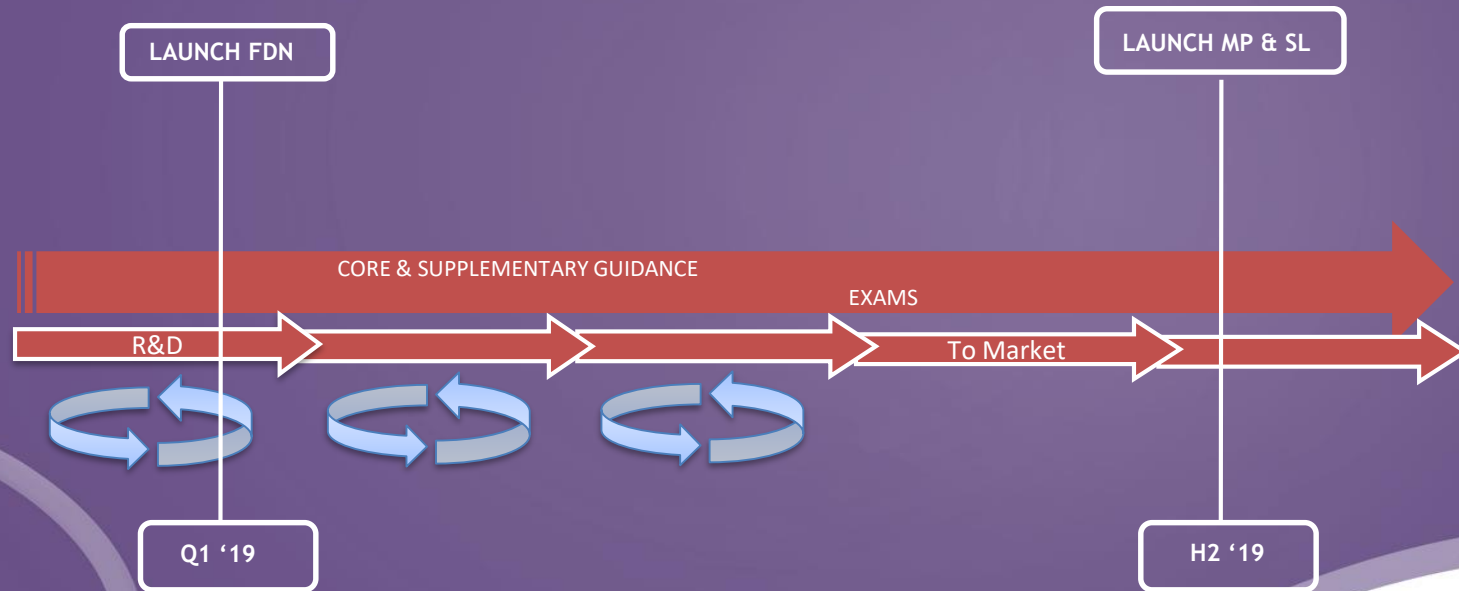 LAUNCH FDN
LAUNCH MP & SL
CORE & SUPPLEMENTARY GUIDANCE
EXAMS
R&D
To Market
Q1 ‘19
H2 ‘19